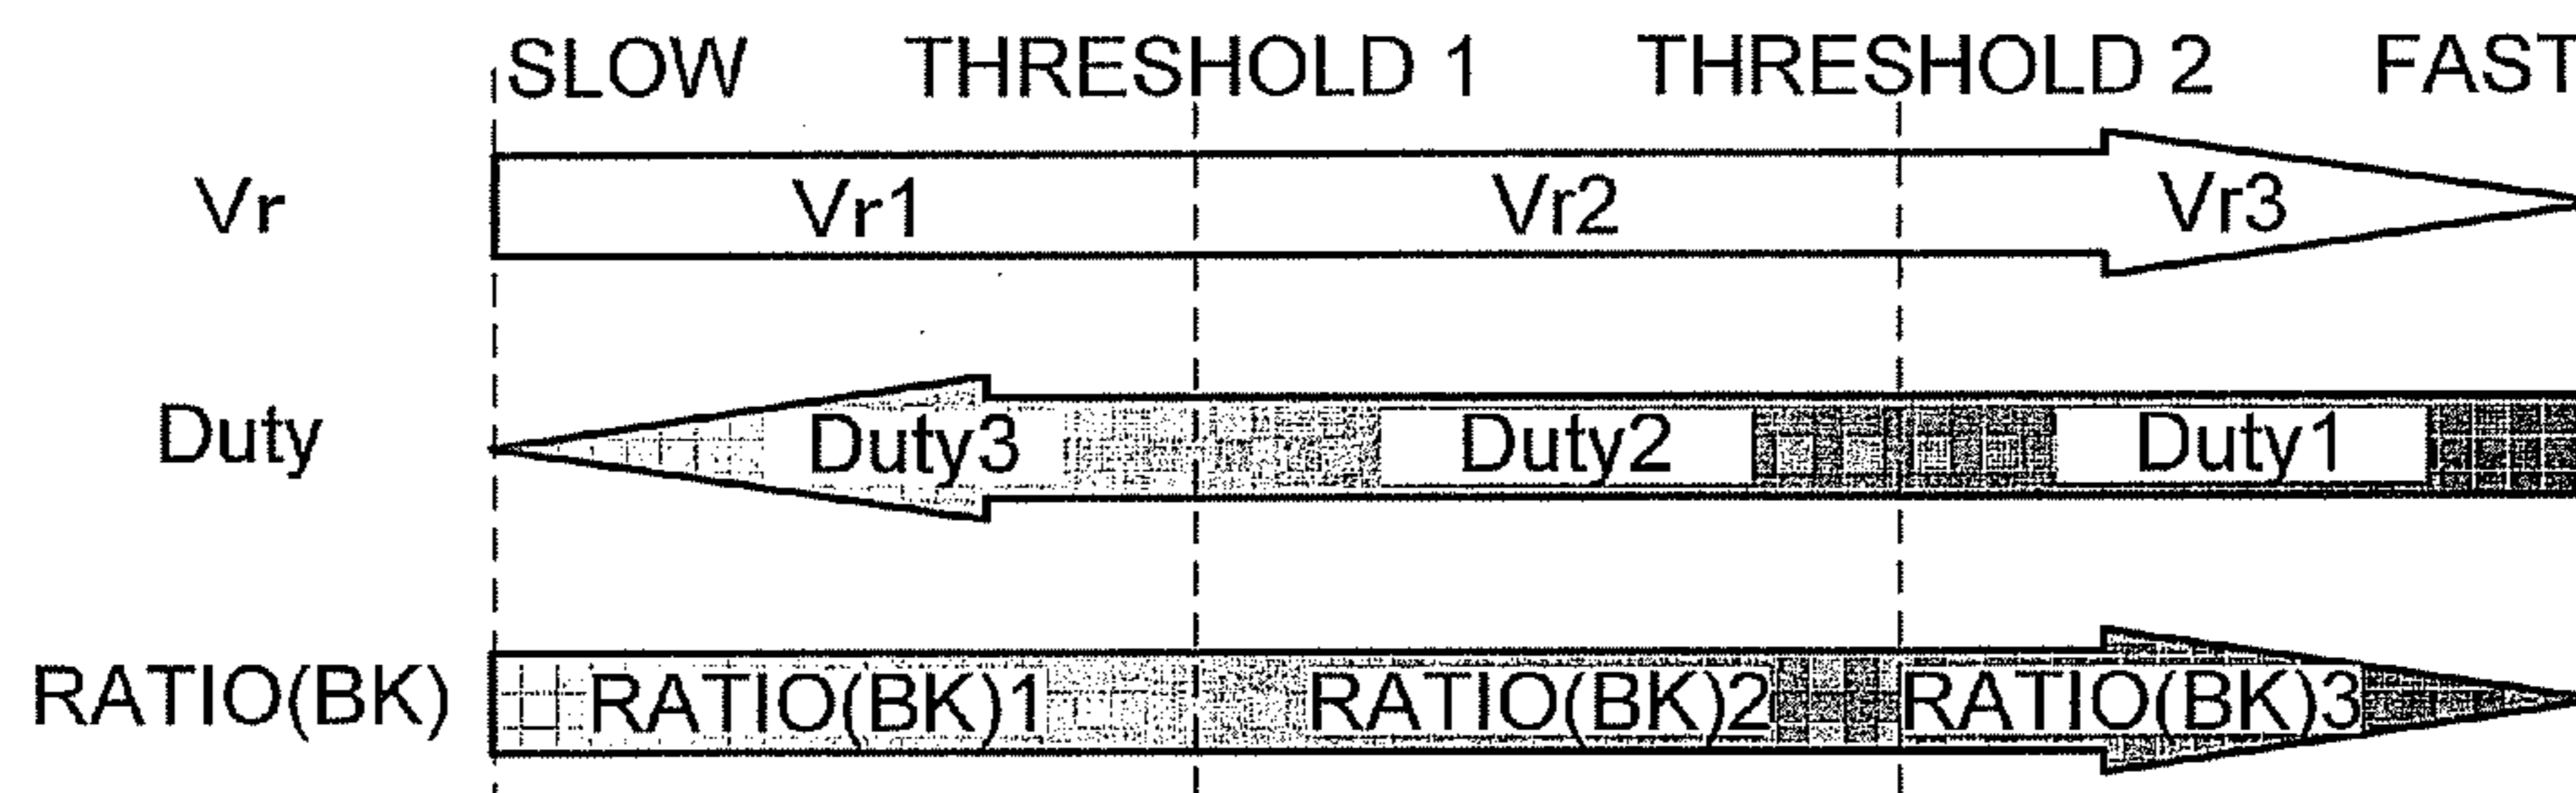 SLOW THRESHOLD 1 THRESHOLD 2 FAST
Vr Vr1 Vr2 Vr3
Duty Duty3 Duty2 Duty1
RATIO(BK) RATIO(BK)1 RATIO(BK)2 RATIO(BK)3